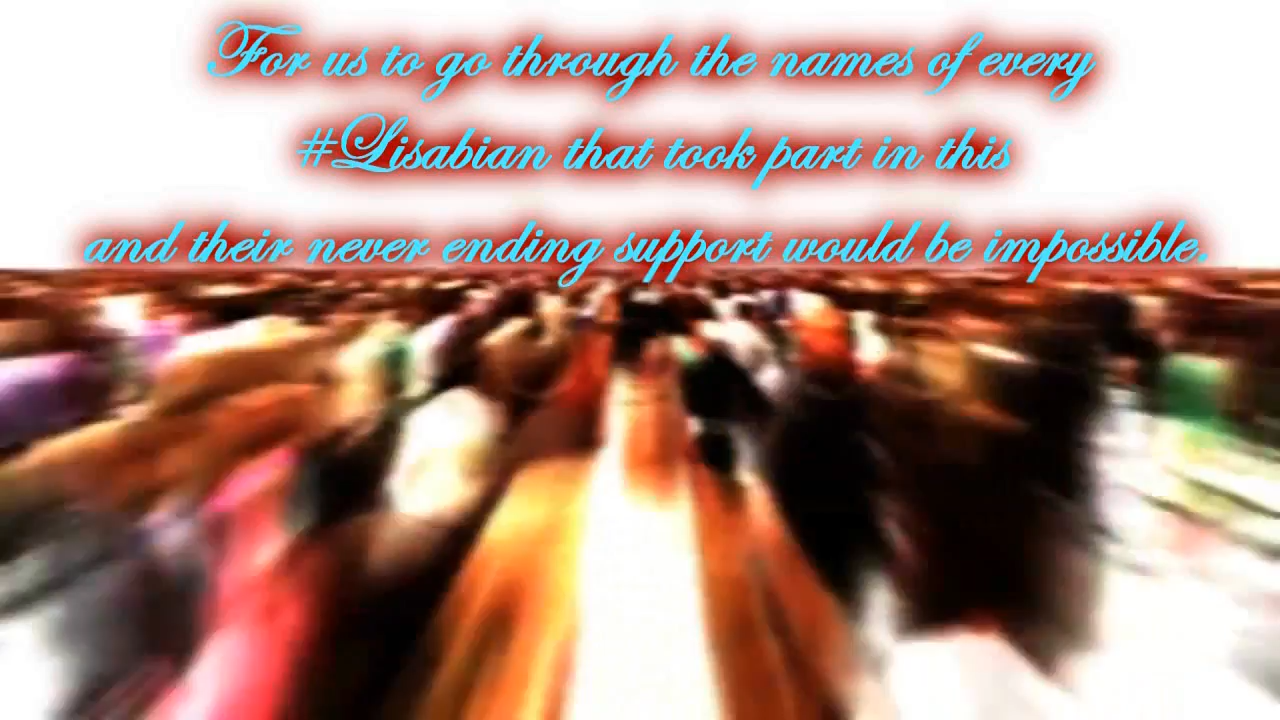 For us to go through the names of every
#Lisabian that took part in this
and their never ending support would be impossible.